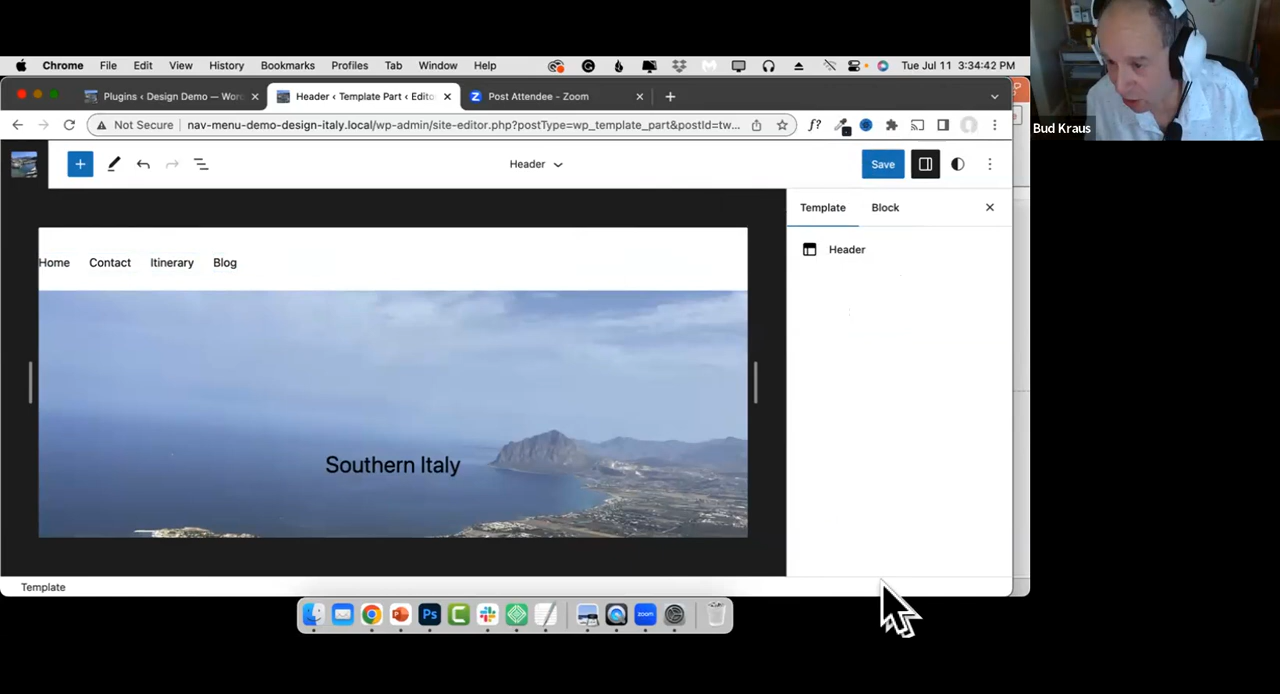 Chrome File Edit View History Bookmarks Profiles Tab Window Help Tue Jul 11 3:34:42 PM
Plugins ‹ Design Demo — Wor
Header ‹ Template Part ‹ Edito
Post Attendee - Zoom
Not Secure nav-menu-demo-design-italy.local/wp-admin/site-editor.php?postType=wp_template_part&postId=tw...
f?
Bud Kraus
Header
Save
Template Block
Header
Home Contact Itinerary Blog
Southern Italy
Template
Ps
zoom